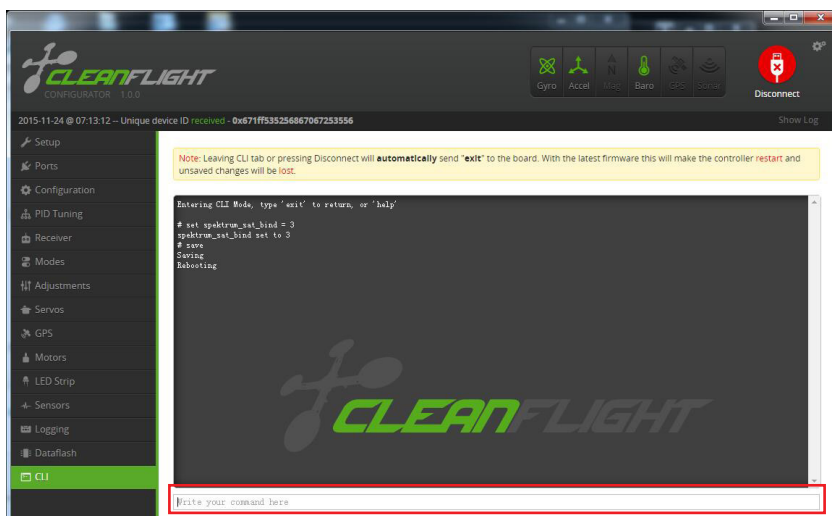 CLEANFLIGHT
CONFIGURATOR 1.0.0
Gyro Accel Mag Baro GPS Sonar
Disconnect
2015-11-24 @ 07:13:12 -- Unique device ID received - 0x671ff535256867067253556
Show Log
Setup
Ports
Configuration
PID Tuning
Receiver
Modes
Adjustments
Servos
GPS
Motors
LED Strip
Sensors
Logging
Dataflash
CLI
Note: Leaving CLI tab or pressing Disconnect will automatically send "exit" to the board. With the latest firmware this will make the controller restart and
unsaved changes will be lost.
Entering CLI Mode, type 'exit' to return, or 'help'
# set spektrum_sat_bind = 3
spektrum_sat_bind set to 3
# save
Saving
Rebooting
CLEANFLIGHT
Write your command here